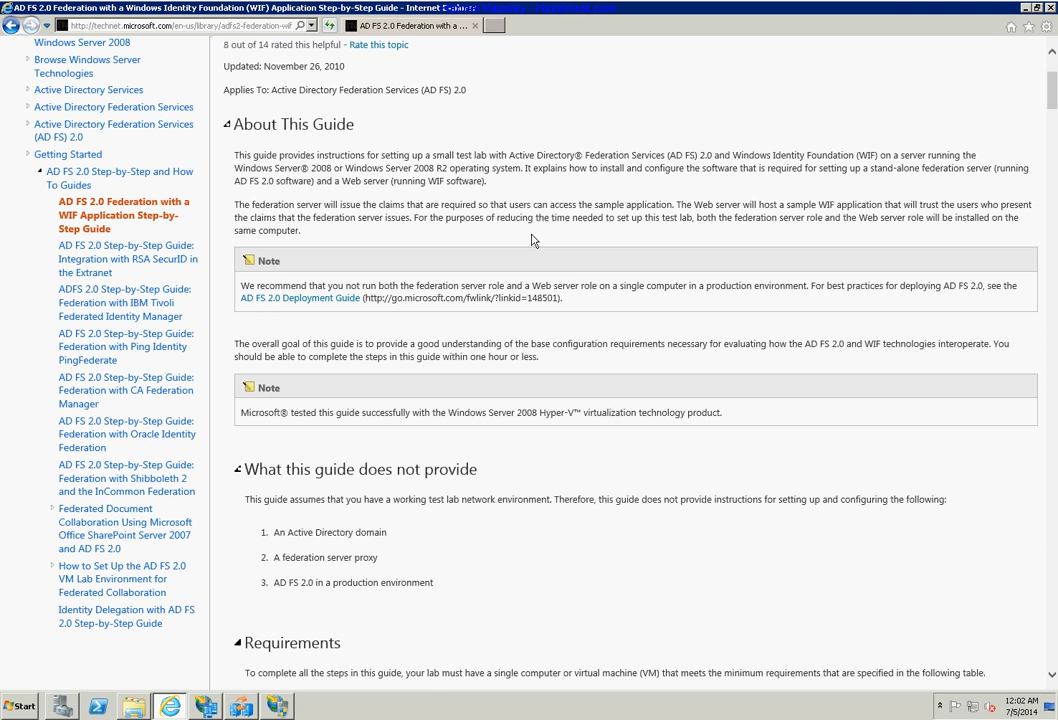 AD FS 2.0 Federation with a Windows Identity Foundation (WIF) Application Step-by-Step Guide - Internet Explorer
http://technet.microsoft.com/en-us/library/adfs2-federation-wif
AD FS 2.0 Federation with a ...
Windows Server 2008
Browse Windows Server
Technologies
Active Directory Services
Active Directory Federation Services
Active Directory Federation Services
(AD FS) 2.0
Getting Started
AD FS 2.0 Step-by-Step and How
To Guides
AD FS 2.0 Federation with a
WIF Application Step-by-
Step Guide
AD FS 2.0 Step-by-Step Guide:
Integration with RSA SecurID in
the Extranet
ADFS 2.0 Step-by-Step Guide:
Federation with IBM Tivoli
Federated Identity Manager
AD FS 2.0 Step-by-Step Guide:
Federation with Ping Identity
PingFederate
AD FS 2.0 Step-by-Step Guide:
Federation with CA Federation
Manager
AD FS 2.0 Step-by-Step Guide:
Federation with Oracle Identity
Federation
AD FS 2.0 Step-by-Step Guide:
Federation with Shibboleth 2
and the InCommon Federation
Federated Document
Collaboration Using Microsoft
Office SharePoint Server 2007
and AD FS 2.0
How to Set Up the AD FS 2.0
VM Lab Environment for
Federated Collaboration
Identity Delegation with AD FS
2.0 Step-by-Step Guide
8 out of 14 rated this helpful - Rate this topic
Updated: November 26, 2010
Applies To: Active Directory Federation Services (AD FS) 2.0
About This Guide
This guide provides instructions for setting up a small test lab with Active Directory® Federation Services (AD FS) 2.0 and Windows Identity Foundation (WIF) on a server running the
Windows Server® 2008 or Windows Server 2008 R2 operating system. It explains how to install and configure the software that is required for setting up a stand-alone federation server (running
AD FS 2.0 software) and a Web server (running WIF software).
The federation server will issue the claims that are required so that users can access the sample application. The Web server will host a sample WIF application that will trust the users who present
the claims that the federation server issues. For the purposes of reducing the time needed to set up this test lab, both the federation server role and the Web server role will be installed on the
same computer.
Note
We recommend that you not run both the federation server role and a Web server role on a single computer in a production environment. For best practices for deploying AD FS 2.0, see the
AD FS 2.0 Deployment Guide (http://go.microsoft.com/fwlink/?linkid=148501).
The overall goal of this guide is to provide a good understanding of the base configuration requirements necessary for evaluating how the AD FS 2.0 and WIF technologies interoperate. You
should be able to complete the steps in this guide within one hour or less.
Note
Microsoft® tested this guide successfully with the Windows Server 2008 Hyper-V™ virtualization technology product.
What this guide does not provide
This guide assumes that you have a working test lab network environment. Therefore, this guide does not provide instructions for setting up and configuring the following:
1. An Active Directory domain
2. A federation server proxy
3. AD FS 2.0 in a production environment
Requirements
To complete all the steps in this guide, your lab must have a single computer or virtual machine (VM) that meets the minimum requirements that are specified in the following table.
Start
12:02 AM
7/5/2014